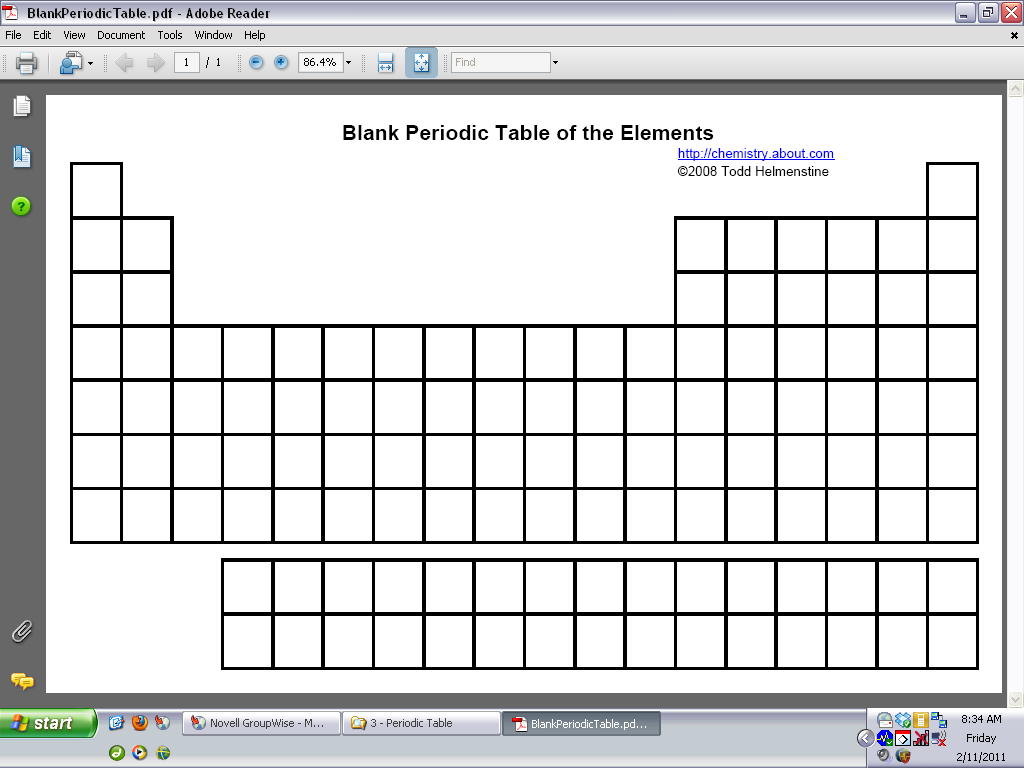 BlankPeriodicTable.pdf - Adobe Reader
File Edit View Document Tools Window Help
1 / 1 86.4% Find
Blank Periodic Table of the Elements
http://chemistry.about.com
©2008 Todd Helmenstine
start Novell GroupWise - M... 3 - Periodic Table BlankPeriodicTable.pd... 8:34 AM
Friday
2/11/2011